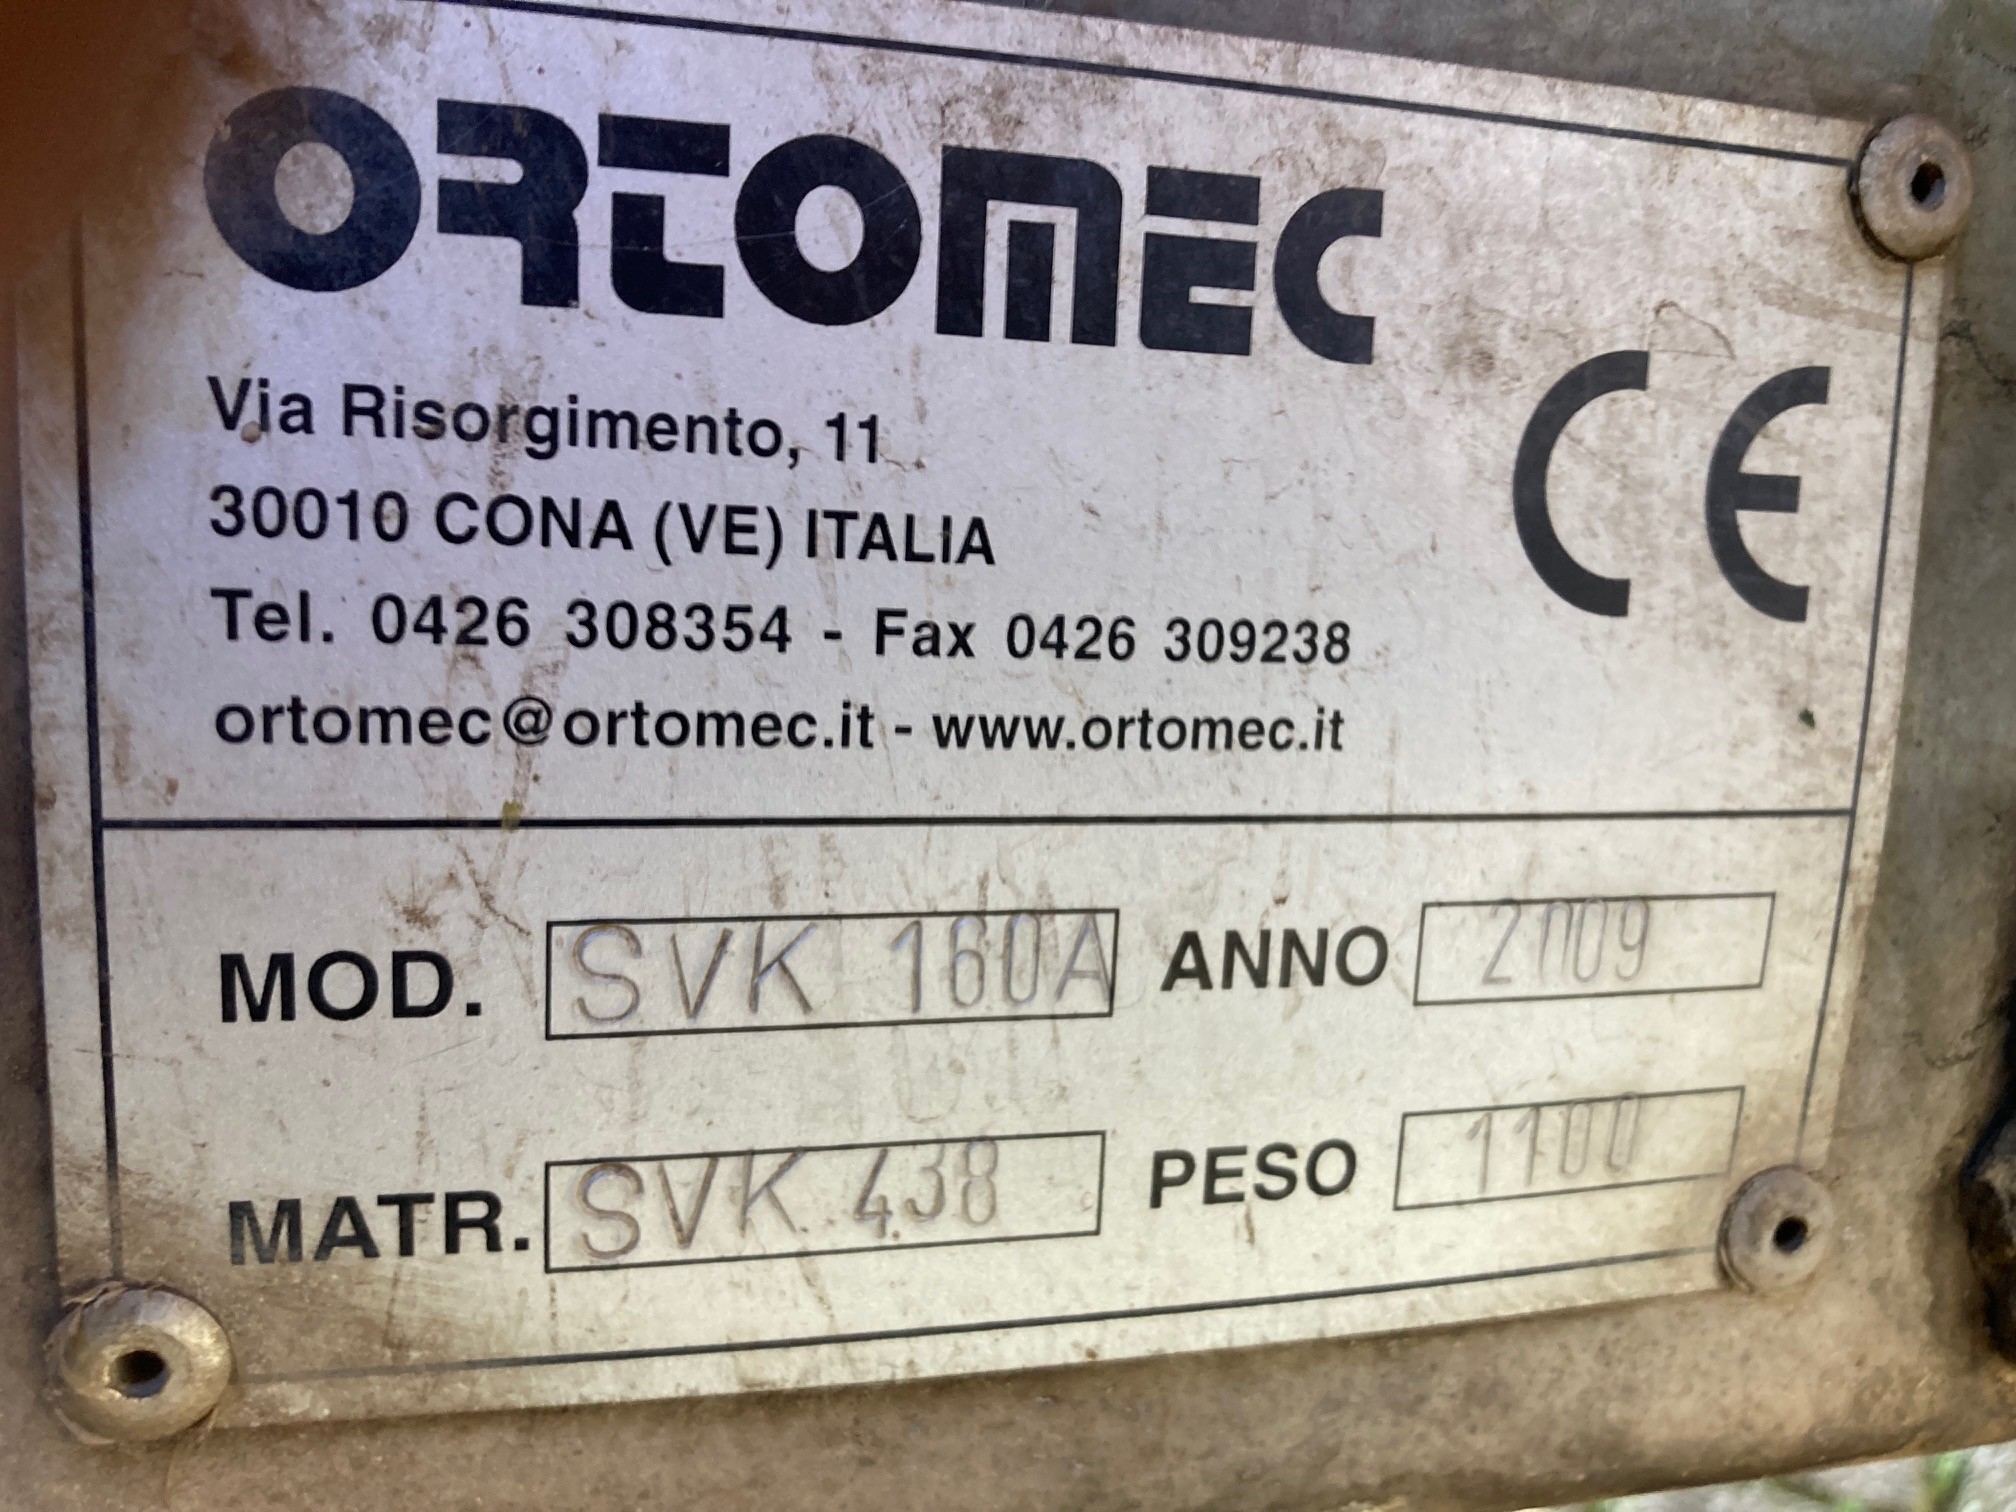 ORTOMEC
Via Risorgimento, 11
30010 CONA (VE) ITALIA
Tel. 0426 308354 - Fax 0426 309238
ortomec@ortomec.it - www.ortomec.it
CE
MOD. SVK 160A ANNO 2009
MATR. SVK 438 PESO 1100